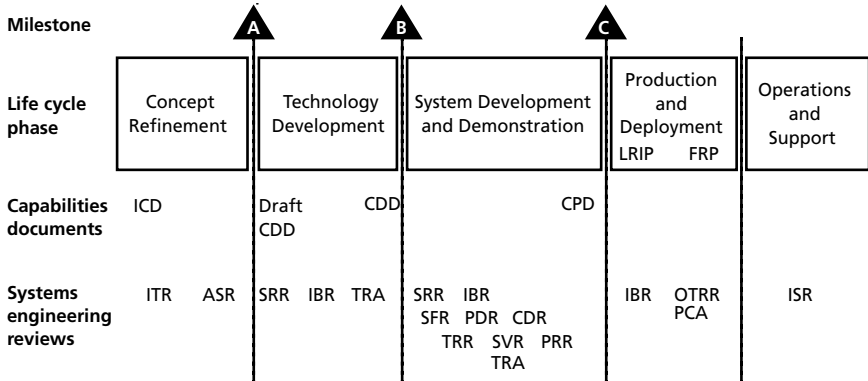 Milestone
A
B
C
Life cycle
phase
Concept
Refinement
Technology
Development
System Development
and Demonstration
Production
and
Deployment
LRIP FRP
Operations
and
Support
Capabilities
documents
ICD
Draft
CDD
CDD
CPD
Systems
engineering
reviews
ITR ASR
SRR IBR TRA
SRR IBR
SFR PDR CDR
TRR SVR PRR
TRA
IBR OTRR
PCA
ISR